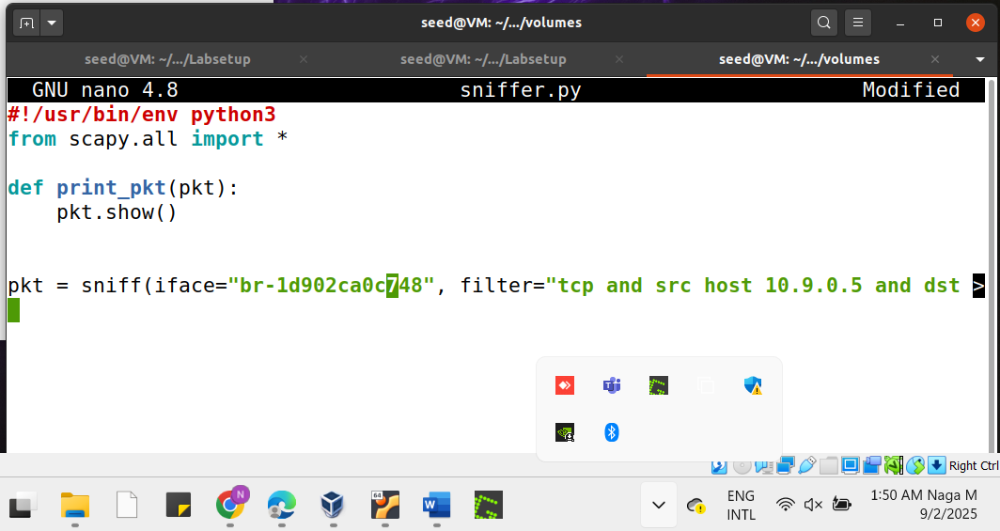 seed@VM: ~/.../volumes
seed@VM: ~/.../Labsetup
seed@VM: ~/.../Labsetup
seed@VM: ~/.../volumes
GNU nano 4.8 sniffer.py Modified
#!/usr/bin/env python3
from scapy.all import *
def print_pkt(pkt):
pkt.show()
pkt = sniff(iface="br-1d902ca0c748", filter="tcp and src host 10.9.0.5 and dst >
Right Ctrl
N
64
W
ENG
INTL
1:50 AM Naga M
9/2/2025